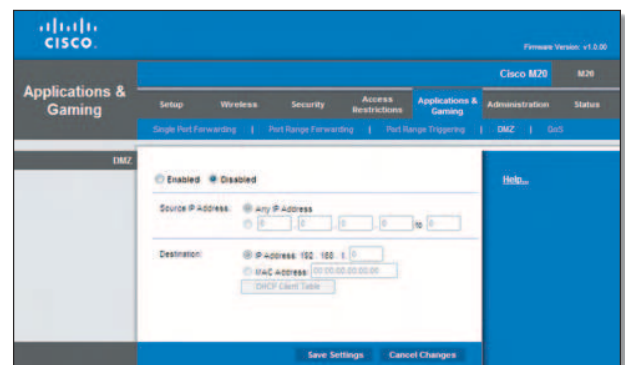 CISCO
Firmware Version: v1.0.00
Applications & Gaming
Cisco M20 M20
Setup Wireless Security Access Restrictions Applications & Gaming Administration Status
Single Port Forwarding | Port Range Forwarding | Port Range Triggering | DMZ | QoS
DMZ
Enabled Disabled
Help...
Source IP Address: Any IP Address
0 . 0 . 0 . 0 to 0
Destination: IP Address: 192 . 168 . 1. 0
MAC Address: 00:00:00:00:00:00
DHCP Client Table
Save Settings Cancel Changes